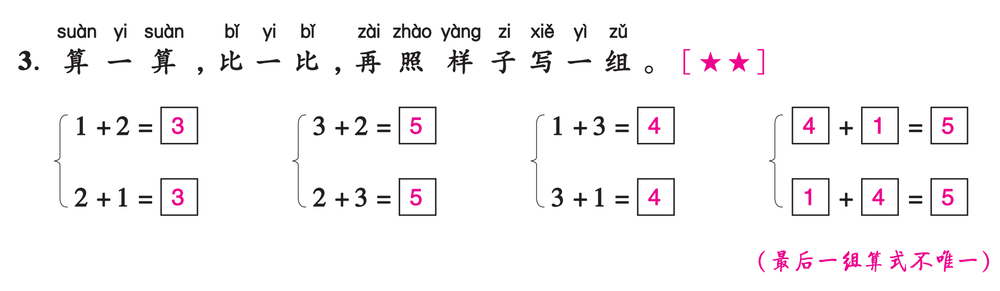 suàn yi suàn bǐ yi bǐ zài zhào yàng zi xiě yì zǔ
3. 算一算,比一比,再照样子写一组。[★★]
1+2=3 3+2=5 1+3=4 4+1=5
2+1=3 2+3=5 3+1=4 1+4=5
(最后一组算式不唯一)